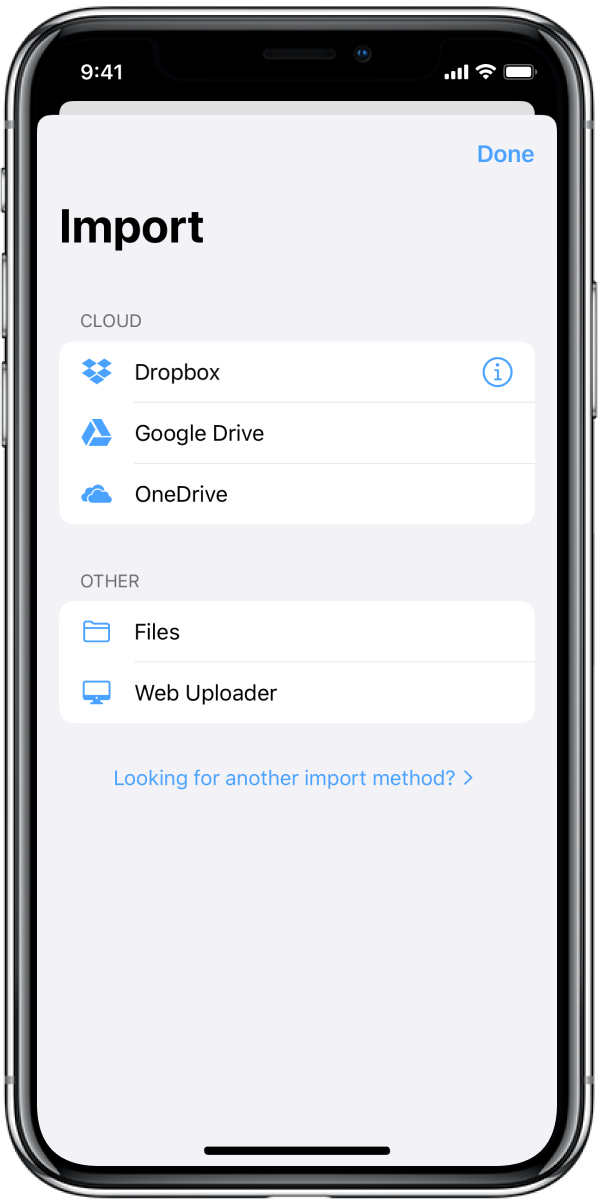 9:41
Done
Import
CLOUD
Dropbox
Google Drive
OneDrive
OTHER
Files
Web Uploader
Looking for another import method? >